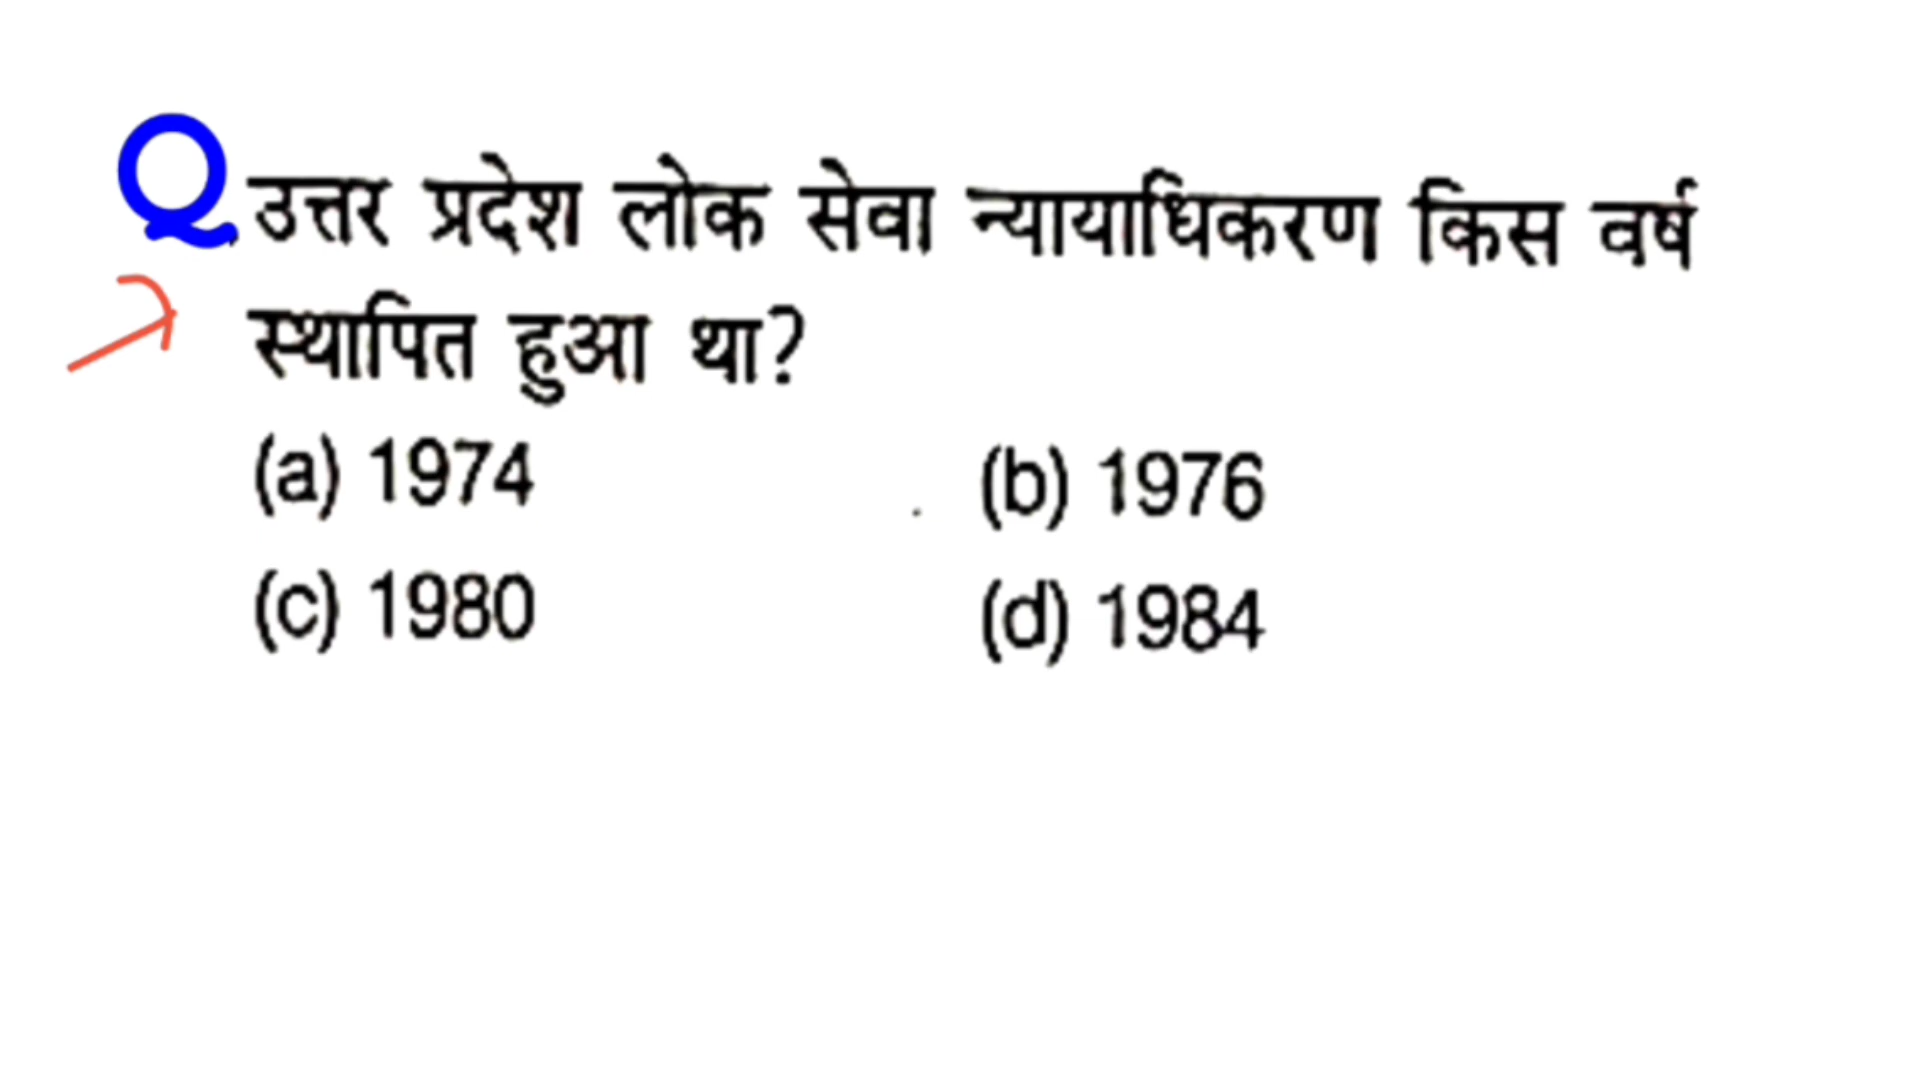 Q उत्तर प्रदेश लोक सेवा न्यायाधिकरण किस वर्ष
स्थापित हुआ था?
(a) 1974 (b) 1976
(c) 1980 (d) 1984